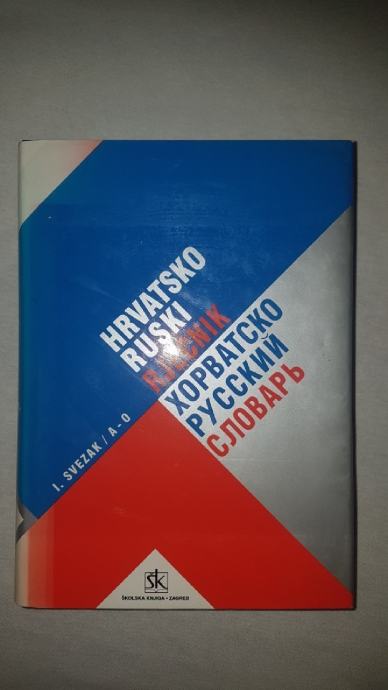 HRVATSKO
RUSKI
RJEČNIK
ХОРВАТСКО
РУССКИЙ
СЛОВАРЬ
I. SVEZAK / A - O
ŠK
ŠKOLSKA KNJIGA • ZAGREB